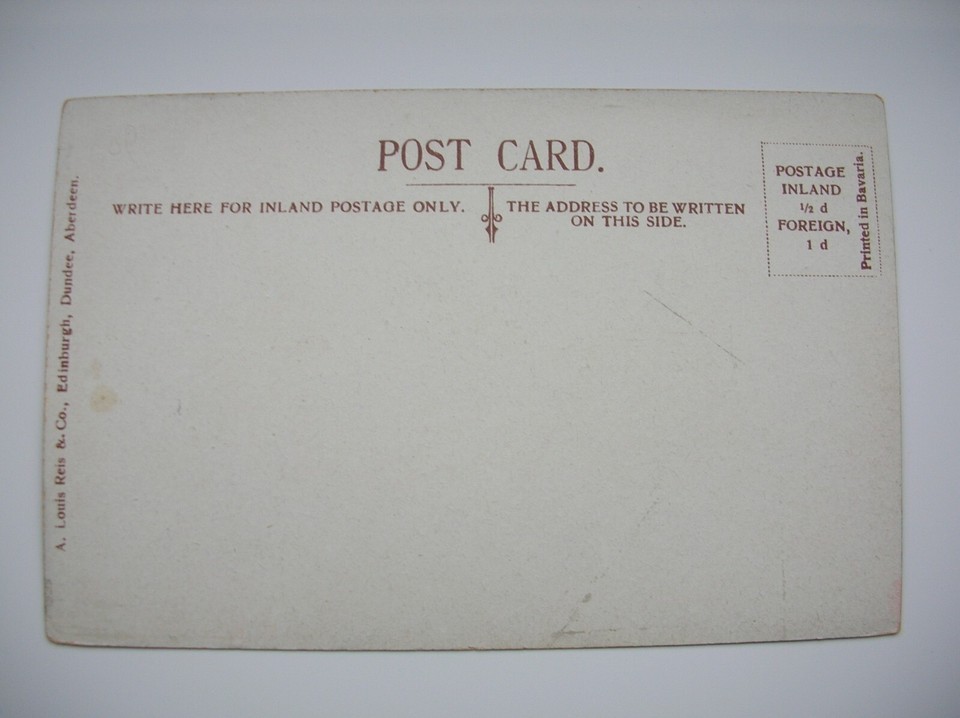 POST CARD.
WRITE HERE FOR INLAND POSTAGE ONLY.
THE ADDRESS TO BE WRITTEN
ON THIS SIDE.
POSTAGE
INLAND
1/2 d
FOREIGN,
1 d
Printed in Bavaria.
A. Louis Reis & Co., Edinburgh, Dundee, Aberdeen.